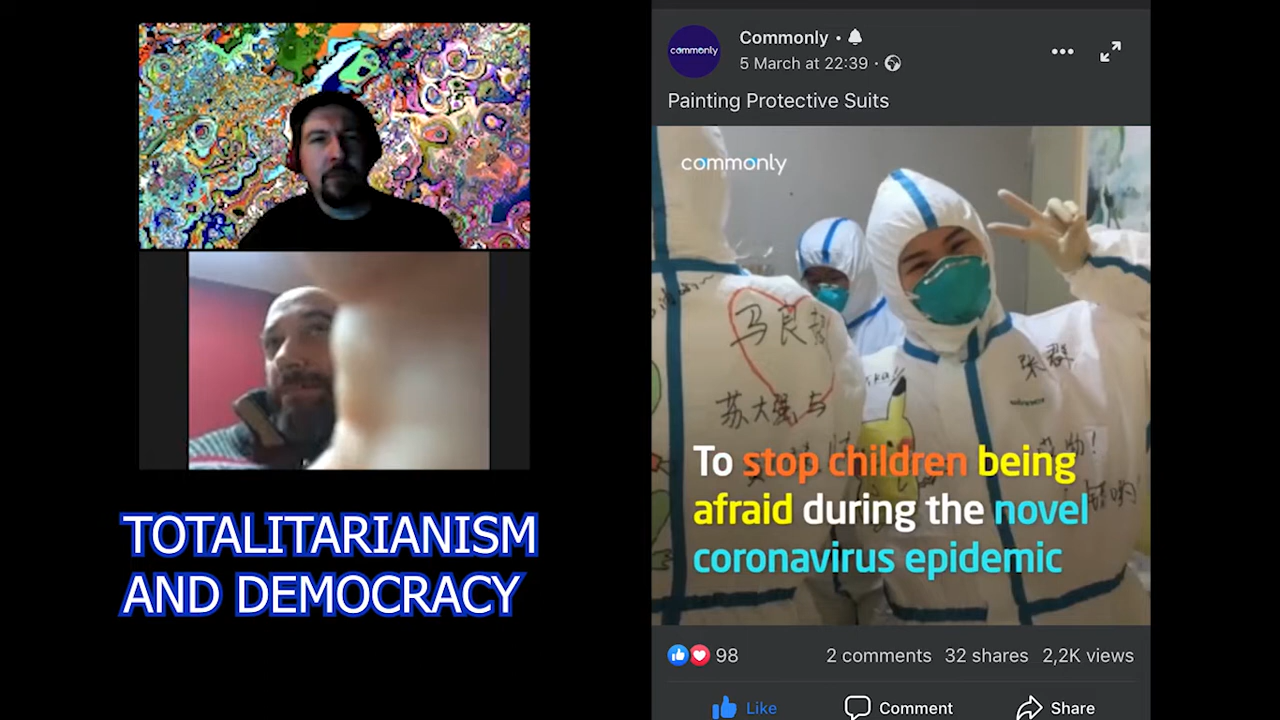 TOTALITARIANISM
AND DEMOCRACY
commonly
Commonly •
5 March at 22:39 ·
Painting Protective Suits
commonly
马良
苏大强与
张群
To stop children being
afraid during the novel
coronavirus epidemic
98
2 comments 32 shares 2,2K views
Like Comment Share